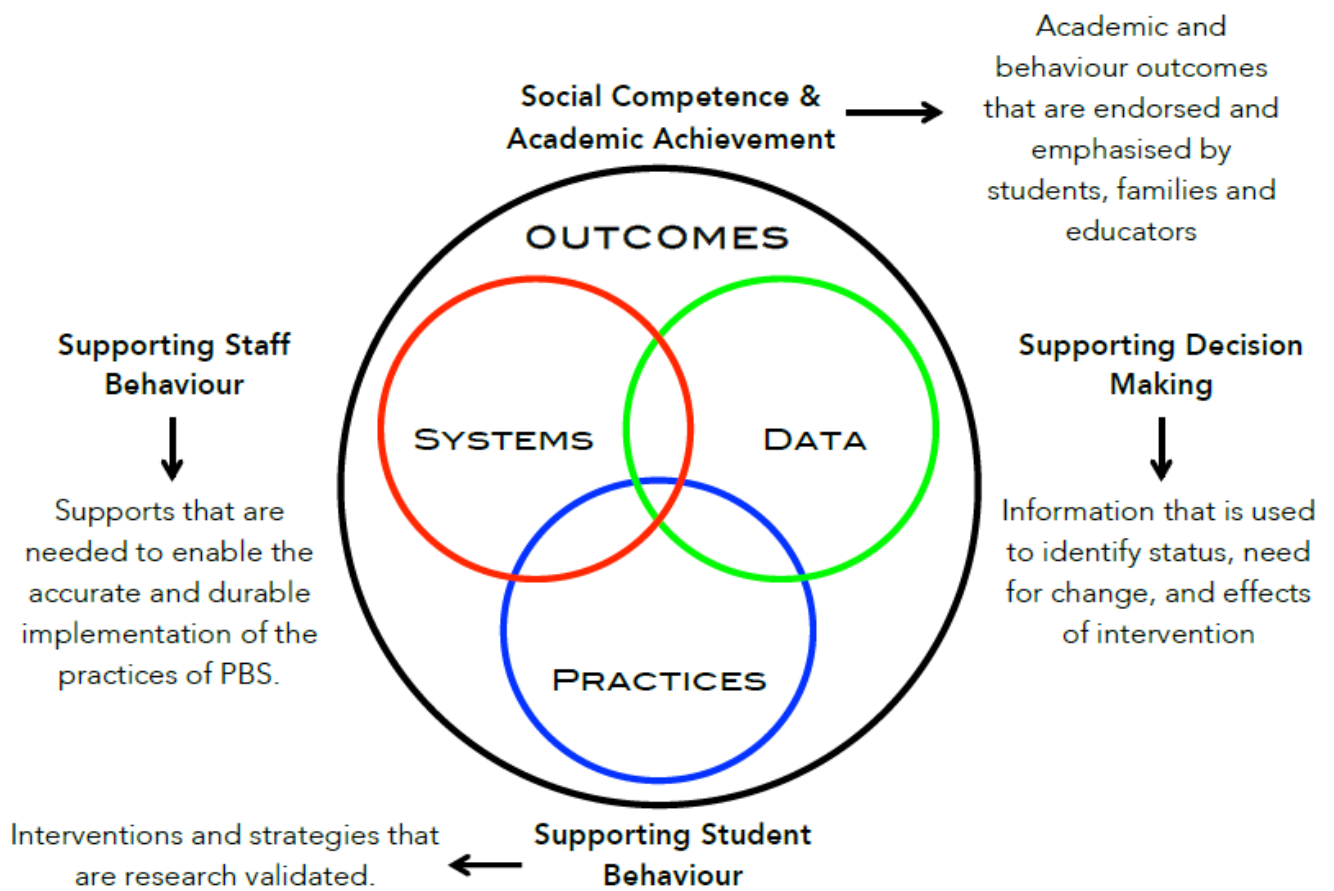 Social Competence &
Academic Achievement
Academic and
behaviour outcomes
that are endorsed and
emphasised by
students, families and
educators
OUTCOMES
Supporting Staff
Behaviour
Supports that are
needed to enable the
accurate and durable
implementation of the
practices of PBS.
SYSTEMS
DATA
PRACTICES
Supporting Decision
Making
Information that is used
to identify status, need
for change, and effects
of intervention
Supporting Student
Behaviour
Interventions and strategies that
are research validated.